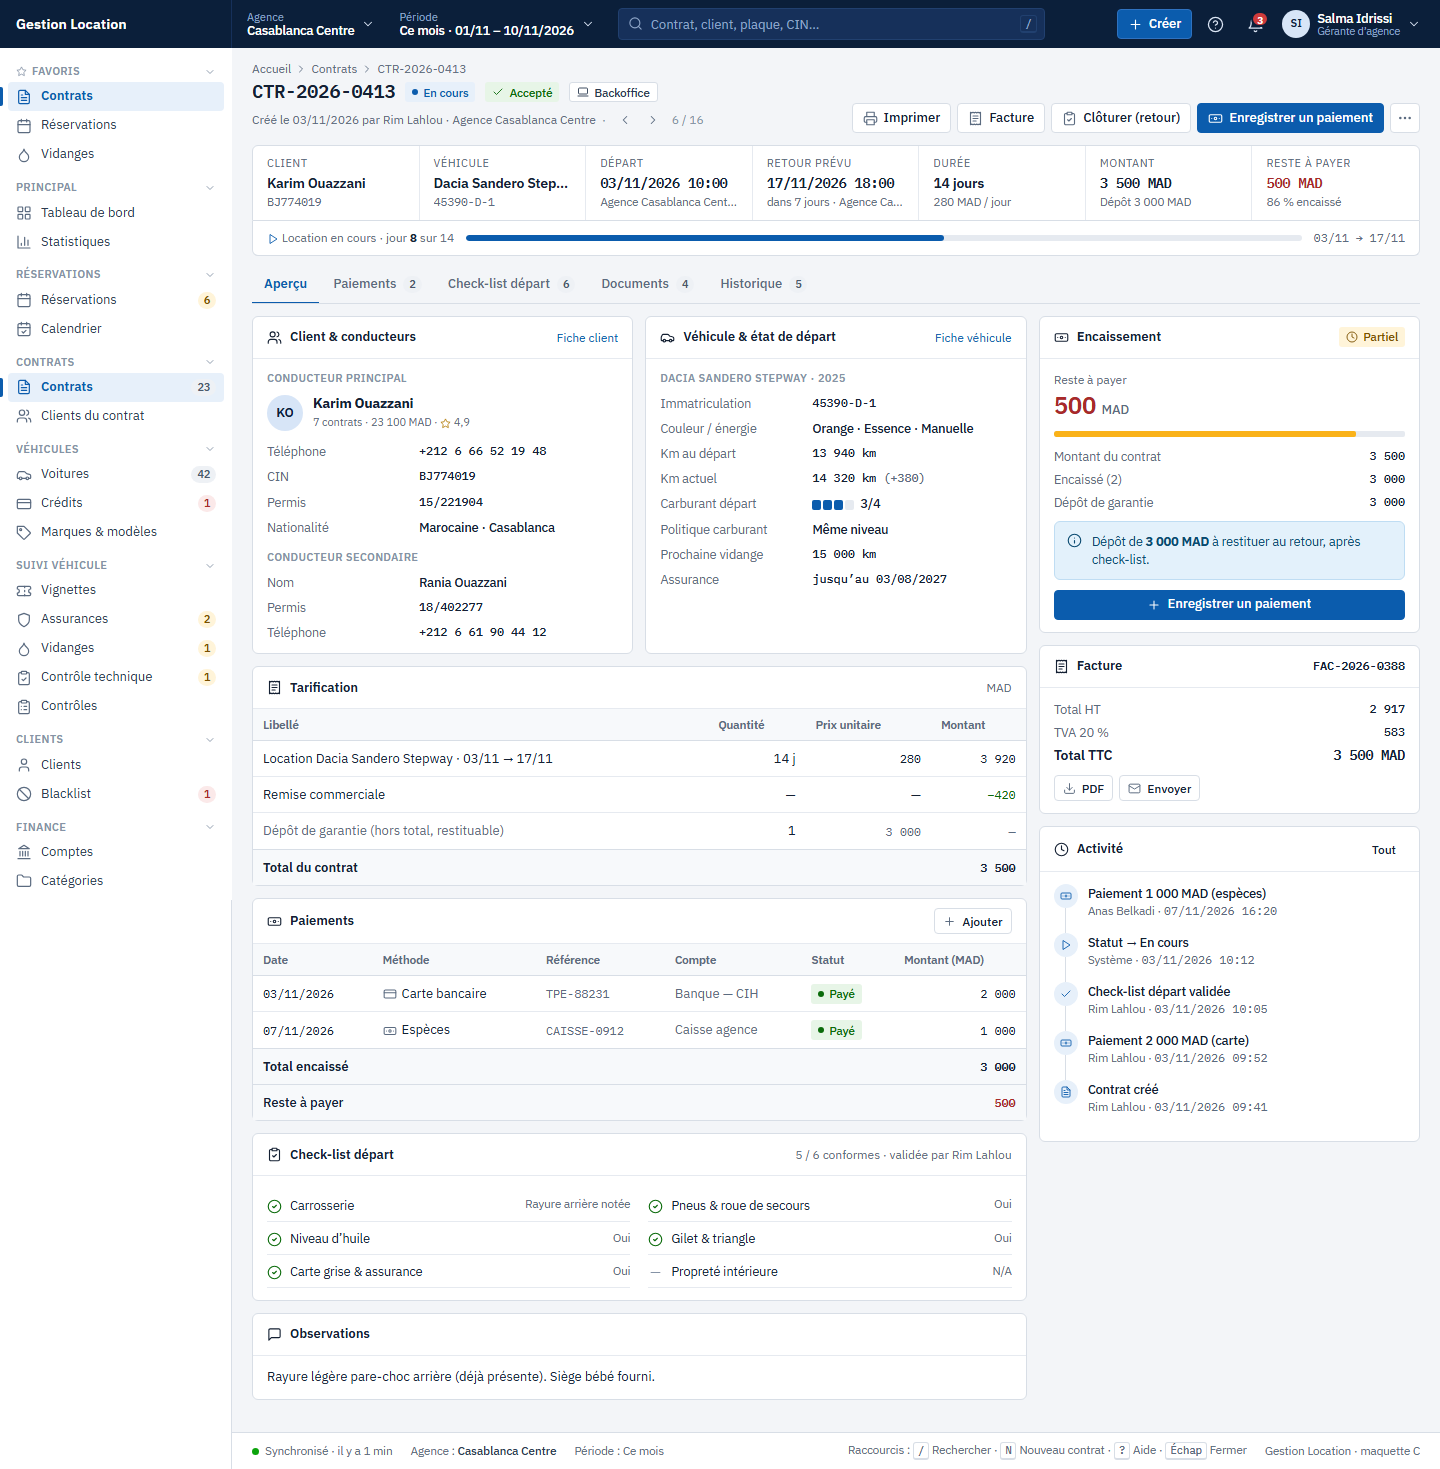 Gestion Location
Agence
Casablanca Centre
Période
Ce mois · 01/11 – 10/11/2026
Contrat, client, plaque, CIN...
/
Créer
3
SI
Salma Idrissi
Gérante d'agence
FAVORIS
Contrats
Réservations
Vidanges
PRINCIPAL
Tableau de bord
Statistiques
RÉSERVATIONS
Réservations 6
Calendrier
CONTRATS
Contrats 23
Clients du contrat
VÉHICULES
Voitures 42
Crédits 1
Marques & modèles
SUIVI VÉHICULE
Vignettes
Assurances 2
Vidanges 1
Contrôle technique 1
Contrôles
CLIENTS
Clients
Blacklist 1
FINANCE
Comptes
Catégories
Accueil > Contrats > CTR-2026-0413
CTR-2026-0413 En cours Accepté Backoffice
Créé le 03/11/2026 par Rim Lahlou · Agence Casablanca Centre · 6 / 16
Imprimer Facture Clôturer (retour) Enregistrer un paiement ···
CLIENT
Karim Ouazzani
BJ774019
VÉHICULE
Dacia Sandero Step...
45390-D-1
DÉPART
03/11/2026 10:00
Agence Casablanca Cent...
RETOUR PRÉVU
17/11/2026 18:00
dans 7 jours · Agence Ca...
DURÉE
14 jours
280 MAD / jour
MONTANT
3 500 MAD
Dépôt 3 000 MAD
RESTE À PAYER
500 MAD
86 % encaissé
Location en cours · jour 8 sur 14 03/11 → 17/11
Aperçu Paiements 2 Check-list départ 6 Documents 4 Historique 5
Client & conducteurs Fiche client
CONDUCTEUR PRINCIPAL
KO
Karim Ouazzani
7 contrats · 23 100 MAD · 4,9
Téléphone +212 6 66 52 19 48
CIN BJ774019
Permis 15/221904
Nationalité Marocaine · Casablanca
CONDUCTEUR SECONDAIRE
Nom Rania Ouazzani
Permis 18/402277
Téléphone +212 6 61 90 44 12
Véhicule & état de départ Fiche véhicule
DACIA SANDERO STEPWAY · 2025
Immatriculation 45390-D-1
Couleur / énergie Orange · Essence · Manuelle
Km au départ 13 940 km
Km actuel 14 320 km (+380)
Carburant départ 3/4
Politique carburant Même niveau
Prochaine vidange 15 000 km
Assurance jusqu'au 03/08/2027
Encaissement Partiel
Reste à payer
500 MAD
Montant du contrat 3 500
Encaissé (2) 3 000
Dépôt de garantie 3 000
Dépôt de 3 000 MAD à restituer au retour, après
check-list.
Enregistrer un paiement
Tarification MAD
Libellé Quantité Prix unitaire Montant
Location Dacia Sandero Stepway · 03/11 → 17/11 14 j 280 3 920
Remise commerciale — — −420
Dépôt de garantie (hors total, restituable) 1 3 000 —
Total du contrat 3 500
Facture FAC-2026-0388
Total HT 2 917
TVA 20 % 583
Total TTC 3 500 MAD
PDF Envoyer
Paiements Ajouter
Date Méthode Référence Compte Statut Montant (MAD)
03/11/2026 Carte bancaire TPE-88231 Banque — CIH Payé 2 000
07/11/2026 Espèces CAISSE-0912 Caisse agence Payé 1 000
Total encaissé 3 000
Reste à payer 500
Activité Tout
Paiement 1 000 MAD (espèces)
Anas Belkadi · 07/11/2026 16:20
Statut → En cours
Système · 03/11/2026 10:12
Check-list départ validée
Rim Lahlou · 03/11/2026 10:05
Paiement 2 000 MAD (carte)
Rim Lahlou · 03/11/2026 09:52
Contrat créé
Rim Lahlou · 03/11/2026 09:41
Check-list départ 5 / 6 conformes · validée par Rim Lahlou
Carrosserie Rayure arrière notée
Pneus & roue de secours Oui
Niveau d'huile Oui
Gilet & triangle Oui
Carte grise & assurance Oui
— Propreté intérieure N/A
Observations
Rayure légère pare-choc arrière (déjà présente). Siège bébé fourni.
Synchronisé · il y a 1 min Agence : Casablanca Centre Période : Ce mois
Raccourcis : / Rechercher · N Nouveau contrat · ? Aide · Échap Fermer Gestion Location · maquette C